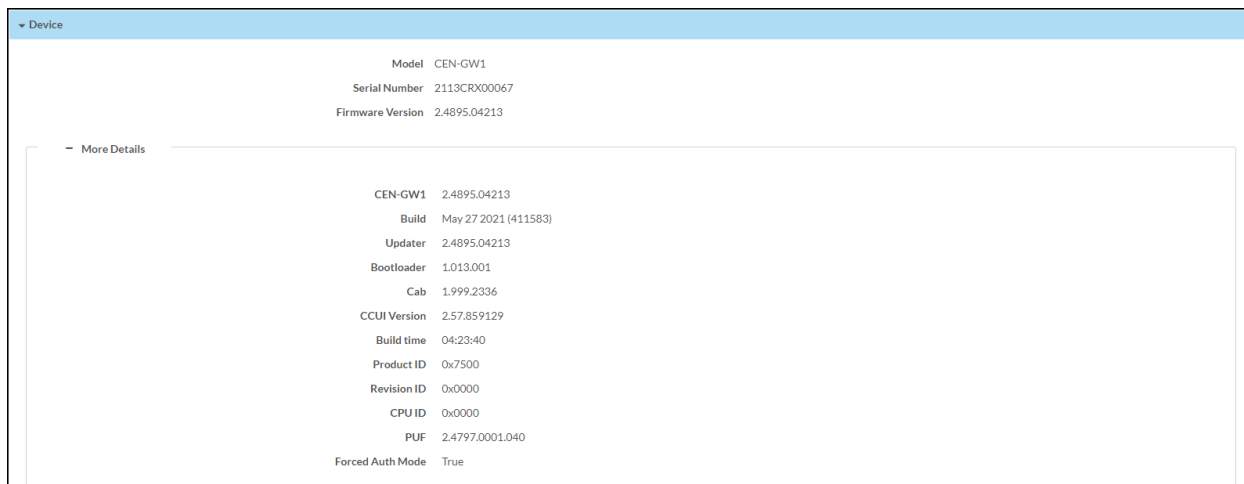 Device
Model CEN-GW1
Serial Number 2113CRX00067
Firmware Version 2.4895.04213
More Details
CEN-GW1 2.4895.04213
Build May 27 2021 (411583)
Updater 2.4895.04213
Bootloader 1.013.001
Cab 1.999.2336
CCUI Version 2.57.859129
Build time 04:23:40
Product ID 0x7500
Revision ID 0x0000
CPU ID 0x0000
PUF 2.4797.0001.040
Forced Auth Mode True